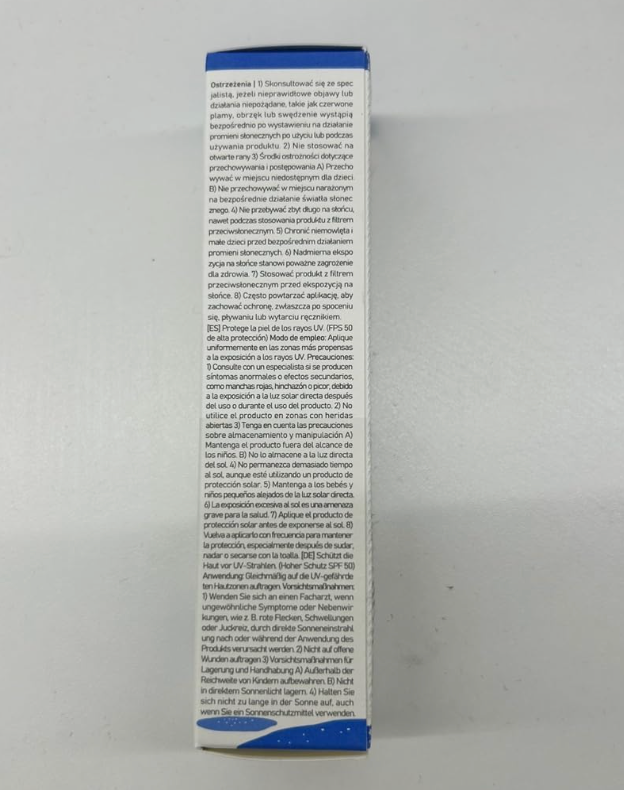 Ostrzeżenia | 1) Skonsultować się ze spec
jalistą, jeżeli nieprawidłowe objawy lub
działania niepożądane, takie jak czerwone
plamy, obrzęk lub swędzenie wystąpią
bezpośrednio po wystawieniu na działanie
promieni słonecznych po użyciu lub podczas
używania produktu. 2) Nie stosować na
otwarte rany 3) Środki ostrożności dotyczące
przechowywania i postępowania A) Przecho
wywać w miejscu niedostępnym dla dzieci
B) Nie przechowywać w miejscu narażonym
na bezpośrednie działanie światła słonec
znego. 4) Nie przebywać zbyt długo na słońcu,
nawet podczas stosowania produktu z filtrem
przeciwsłonecznym. 5) Chronić niemowlęta i
małe dzieci przed bezpośrednim działaniem
promieni słonecznych. 6) Nadmierna ekspo
zycja na słońce stanowi poważne zagrożenie
dla zdrowia. 7) Stosować produkt z filtrem
przeciwsłonecznym przed ekspozycją na
słońce. 8) Często powtarzać aplikację, aby
zachować ochronę, zwłaszcza po spoceniu
się, pływaniu lub wytarciu ręcznikiem.
[ES] Protege la piel de los rayos UV. (FPS 50
de alta protección) Modo de empleo: Aplique
uniformemente en las zonas más propensas
a la exposición a los rayos UV. Precauciones:
1) Consulte con un especialista si se producen
síntomas anormales o efectos secundarios,
como manchas rojas, hinchazón o picor, debido
a la exposición a la luz solar directa después
del uso o durante el uso del producto. 2) No
utilice el producto en zonas con heridas
abiertas 3) Tenga en cuenta las precauciones
sobre almacenamiento y manipulación A)
Mantenga el producto fuera del alcance de
los niños. B) No lo almacene a la luz directa
del sol. 4) No permanezca demasiado tiempo
al sol, aunque esté utilizando un producto de
protección solar. 5) Mantenga a los bebés y
niños pequeños alejados de la luz solar directa.
6) La exposición excesiva al sol es una amenaza
grave para la salud. 7) Aplique el producto de
protección solar antes de exponerse al sol. 8)
Vuelva a aplicarlo con frecuencia para mantener
la protección, especialmente después de sudar,
nadar o secarse con la toalla. [DE] Schützt die
Haut vor UV-Strahlen. (Hoher Schutz SPF 50)
Anwendung: Gleichmäßig auf die UV-gefährde
ten Hautzonen auftragen. Vorsichtsmaßnahmen:
1) Wenden Sie sich an einen Facharzt, wenn
ungewöhnliche Symptome oder Nebenwir
kungen, wie z. B. rote Flecken, Schwellungen
oder Juckreiz, durch direkte Sonneneinstrahl
ung nach oder während der Anwendung des
Produkts verursacht werden. 2) Nicht auf offene
Wunden auftragen 3) Vorsichtsmaßnahmen für
Lagerung und Handhabung A) Außerhalb der
Reichweite von Kindern aufbewahren. B) Nicht
in direktem Sonnenlicht lagern. 4) Halten Sie
sich nicht zu lange in der Sonne auf, auch
wenn Sie ein Sonnenschutzmittel verwenden.